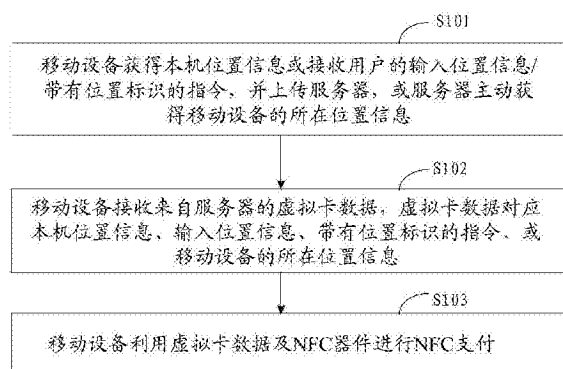 S101
移动设备获得本机位置信息或接收用户的输入位置信息/
带有位置标识的指令，并上传服务器，或服务器主动获
得移动设备的所在位置信息
S102
移动设备接收来自服务器的虚拟卡数据，虚拟卡数据对应
本机位置信息、输入位置信息、带有位置标识的指令、或
移动设备的所在位置信息
S103
移动设备利用虚拟卡数据及NFC器件进行NFC支付